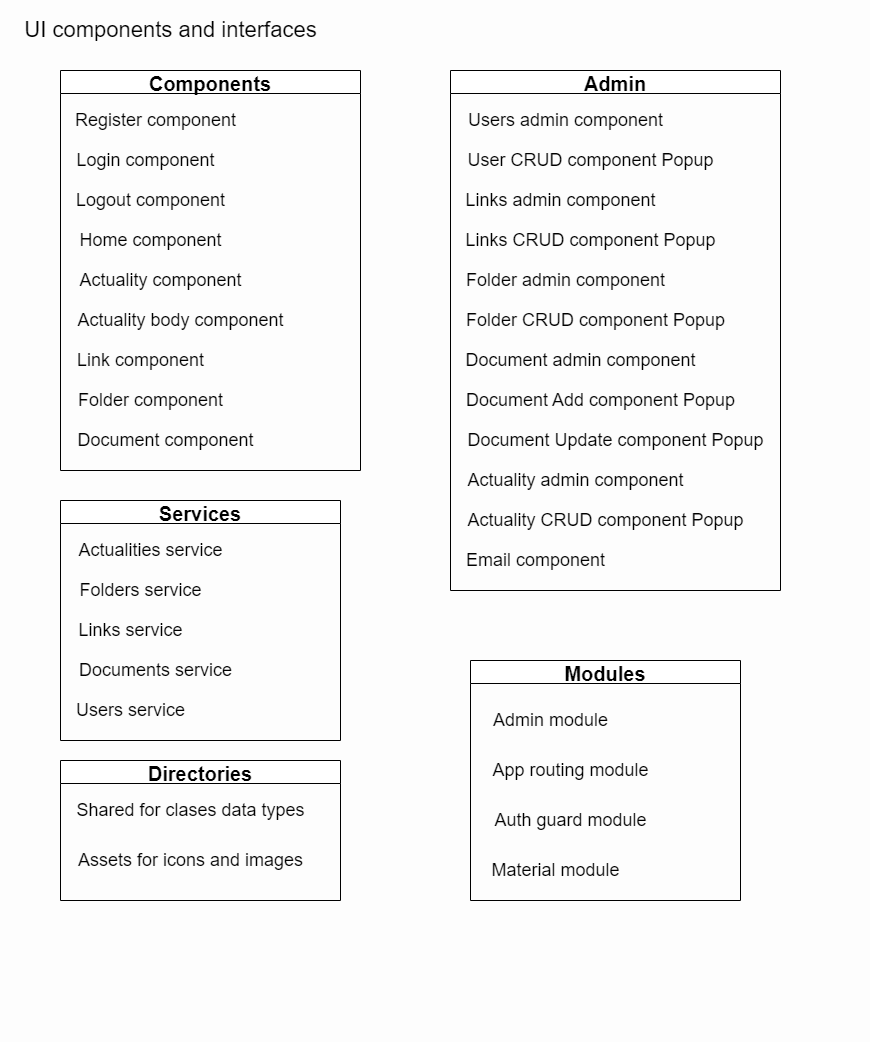 UI components and interfaces
Components
Register component
Login component
Logout component
Home component
Actuality component
Actuality body component
Link component
Folder component
Document component
Admin
Users admin component
User CRUD component Popup
Links admin component
Links CRUD component Popup
Folder admin component
Folder CRUD component Popup
Document admin component
Document Add component Popup
Document Update component Popup
Actuality admin component
Actuality CRUD component Popup
Email component
Services
Actualities service
Folders service
Links service
Documents service
Users service
Directories
Shared for clases data types
Assets for icons and images
Modules
Admin module
App routing module
Auth guard module
Material module